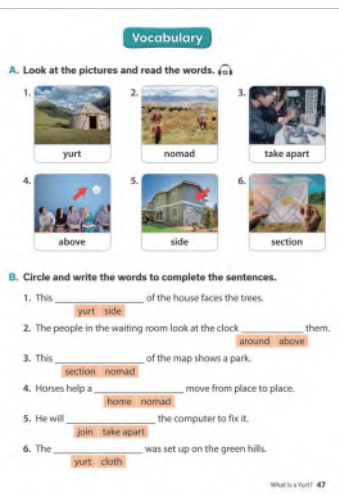 Vocabulary
A. Look at the pictures and read the words.
1. 2. 3.
yurt nomad take apart
4. 5. 6.
above side section
B. Circle and write the words to complete the sentences.
1. This ____________ of the house faces the trees.
yurt side
2. The people in the waiting room look at the clock ____________ them.
around above
3. This ____________ of the map shows a park.
section nomad
4. Horses help a ____________ move from place to place.
home nomad
5. He will ____________ the computer to fix it.
join take apart
6. The ____________ was set up on the green hills.
yurt cloth
What Is a Yurt? 47